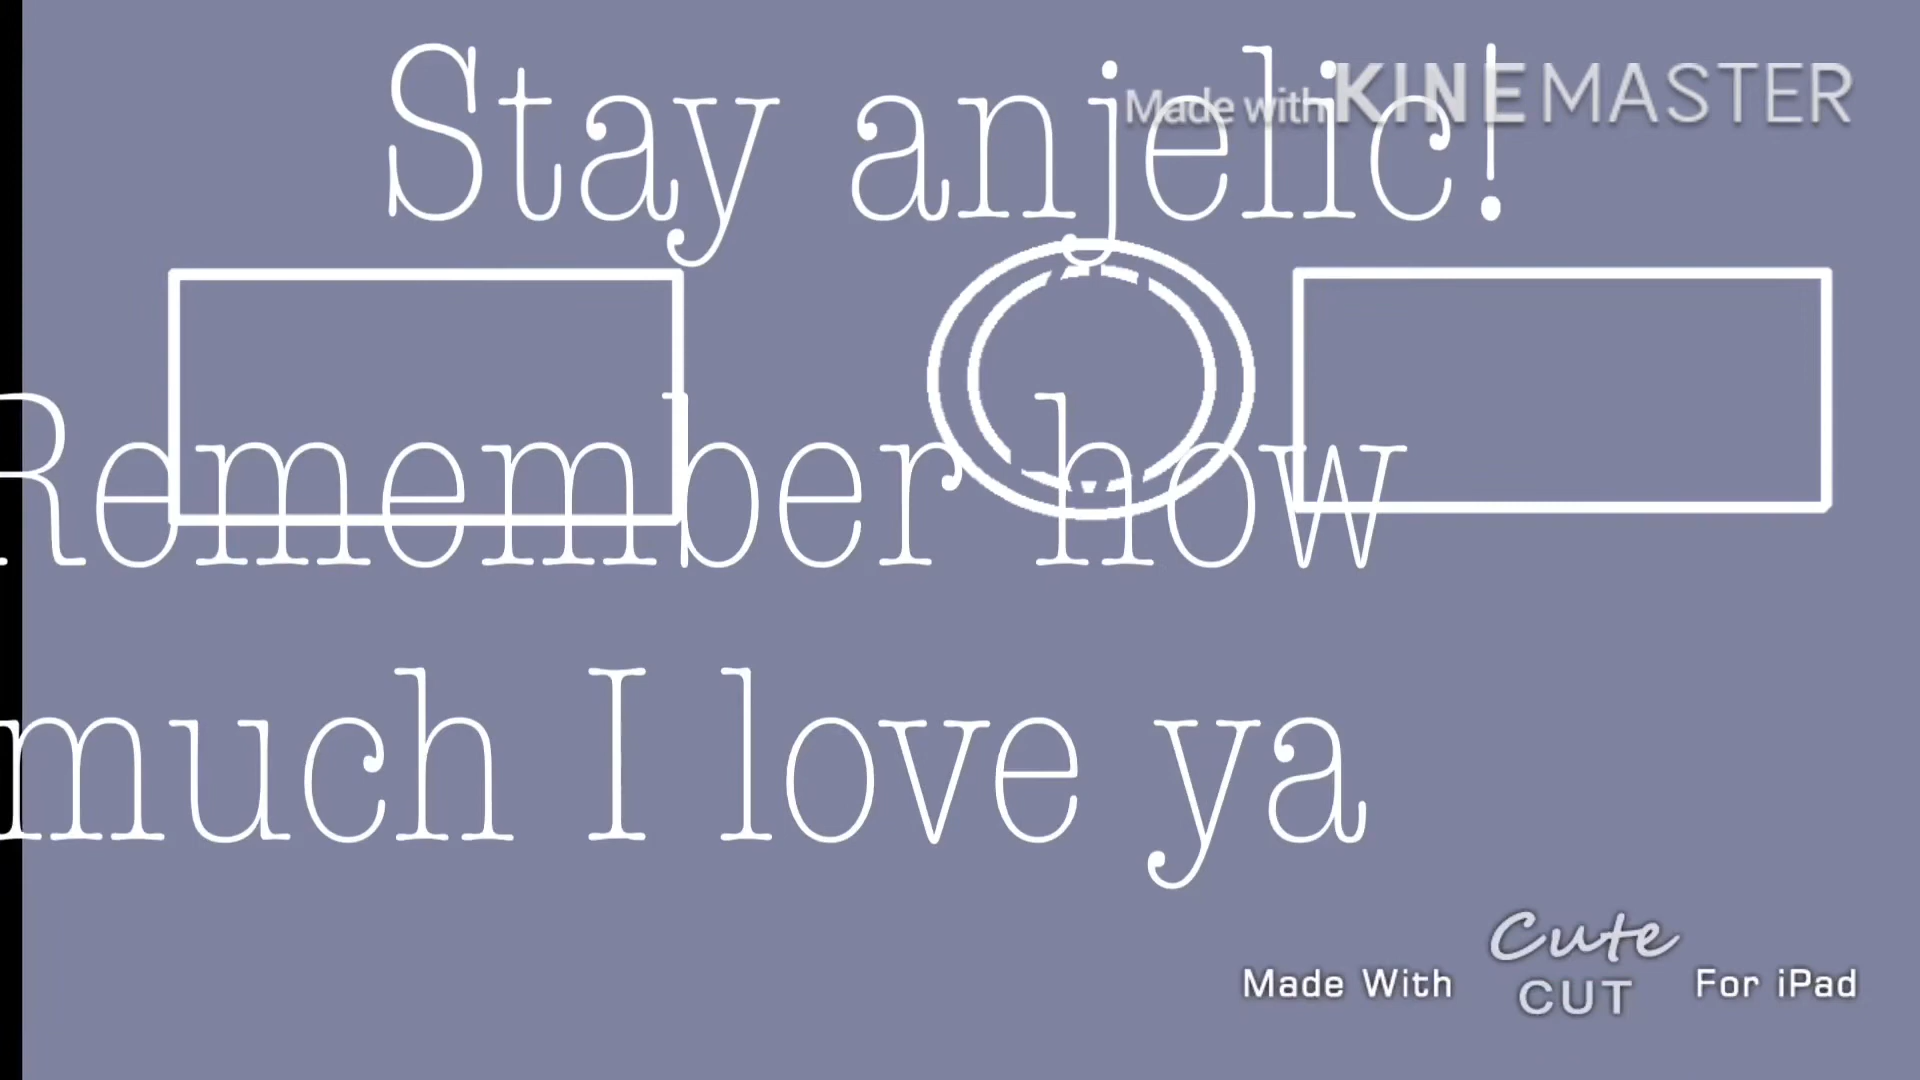 Stay anjelic!
Made with KINEMASTER
Remember how
much I love ya
Made With Cute CUT For iPad